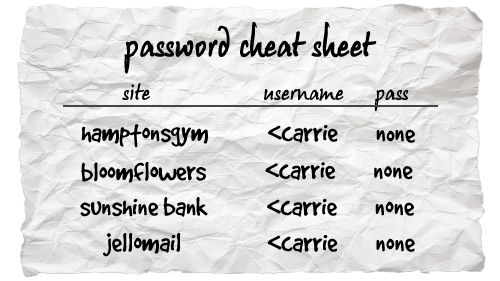 password cheat sheet
site username pass
hamptonsgym <carrie none
bloomflowers <carrie none
sunshine bank <carrie none
jellomail <carrie none